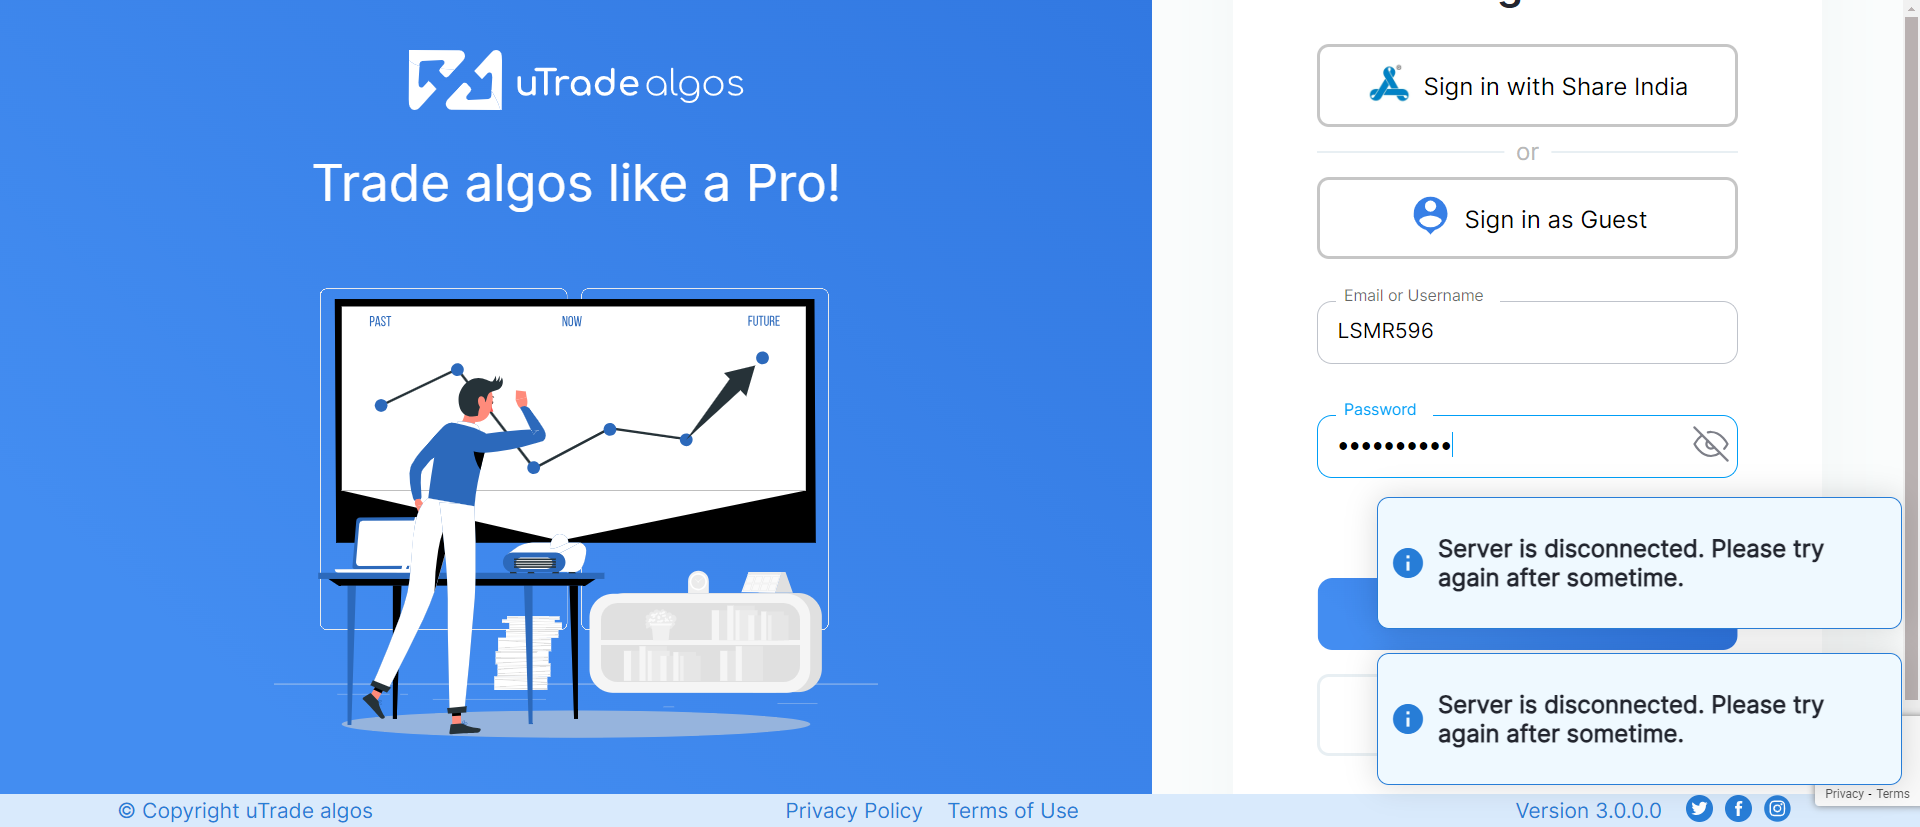 uTrade algos
Trade algos like a Pro!
PAST NOW FUTURE
Sign in with Share India
or
Sign in as Guest
Email or Username
LSMR596
Password
••••••••••
Server is disconnected. Please try
again after sometime.
Server is disconnected. Please try
again after sometime.
Privacy - Terms
© Copyright uTrade algos Privacy Policy Terms of Use Version 3.0.0.0